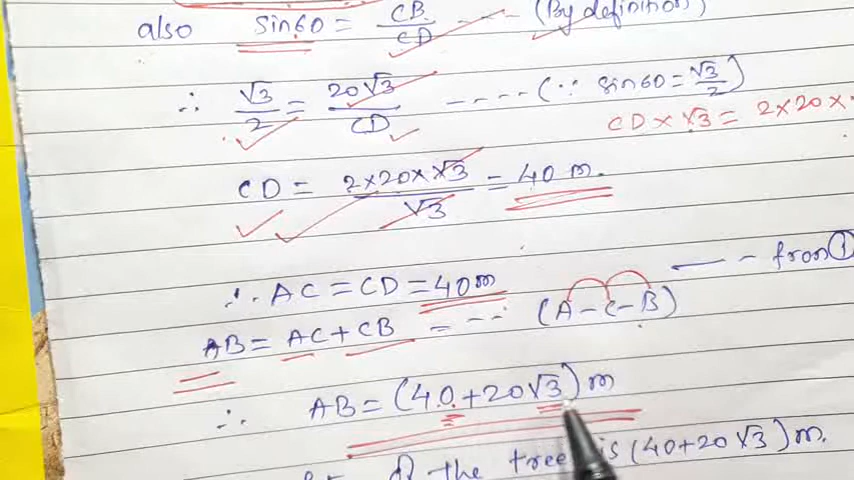 also Sin60 = CB/CD ---- (By definition)
∴ √3/2 = 20√3/CD ---- (∵ sin60 = √3/2)
CD × √3 = 2×20×
CD = 2×20×√3/√3 = 40 m.
∴ AC = CD = 40m —— - from ①
AB = AC + CB - -- (A-C-B)
∴ AB = (40+20√3)m
the tree is (40+20√3)m.